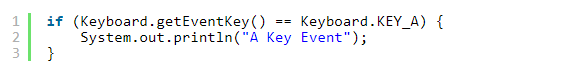 1 if (Keyboard.getEventKey() == Keyboard.KEY_A) {
2     System.out.println("A Key Event");
3 }